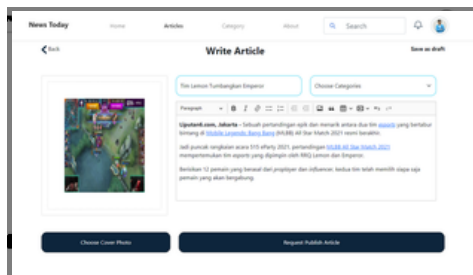 News Today
Home
Articles
Category
About
Search
Back
Write Article
Save as draft
Tim Lemon Tumbangkan Emperor
Choose Categories
Paragraph
Liputan6.com, Jakarta - Sebuah pertandingan epik dan menarik antara dua tim esports yang bertabur
bintang di Mobile Legends Bang Bang (MLBB) All Star Match 2021 resmi berakhir.
Jadi puncak rangkaian acara 515 eParty 2021, pertandingan MLBB All Star Match 2021
mempertemukan tim esports yang dipimpin oleh RRQ Lemon dan Emperor.
Berisikan 12 pemain yang berasal dari proplayer dan influencer, kedua tim telah memilih siapa saja
pemain yang akan bergabung.
Choose Cover Photo
Request Publish Article